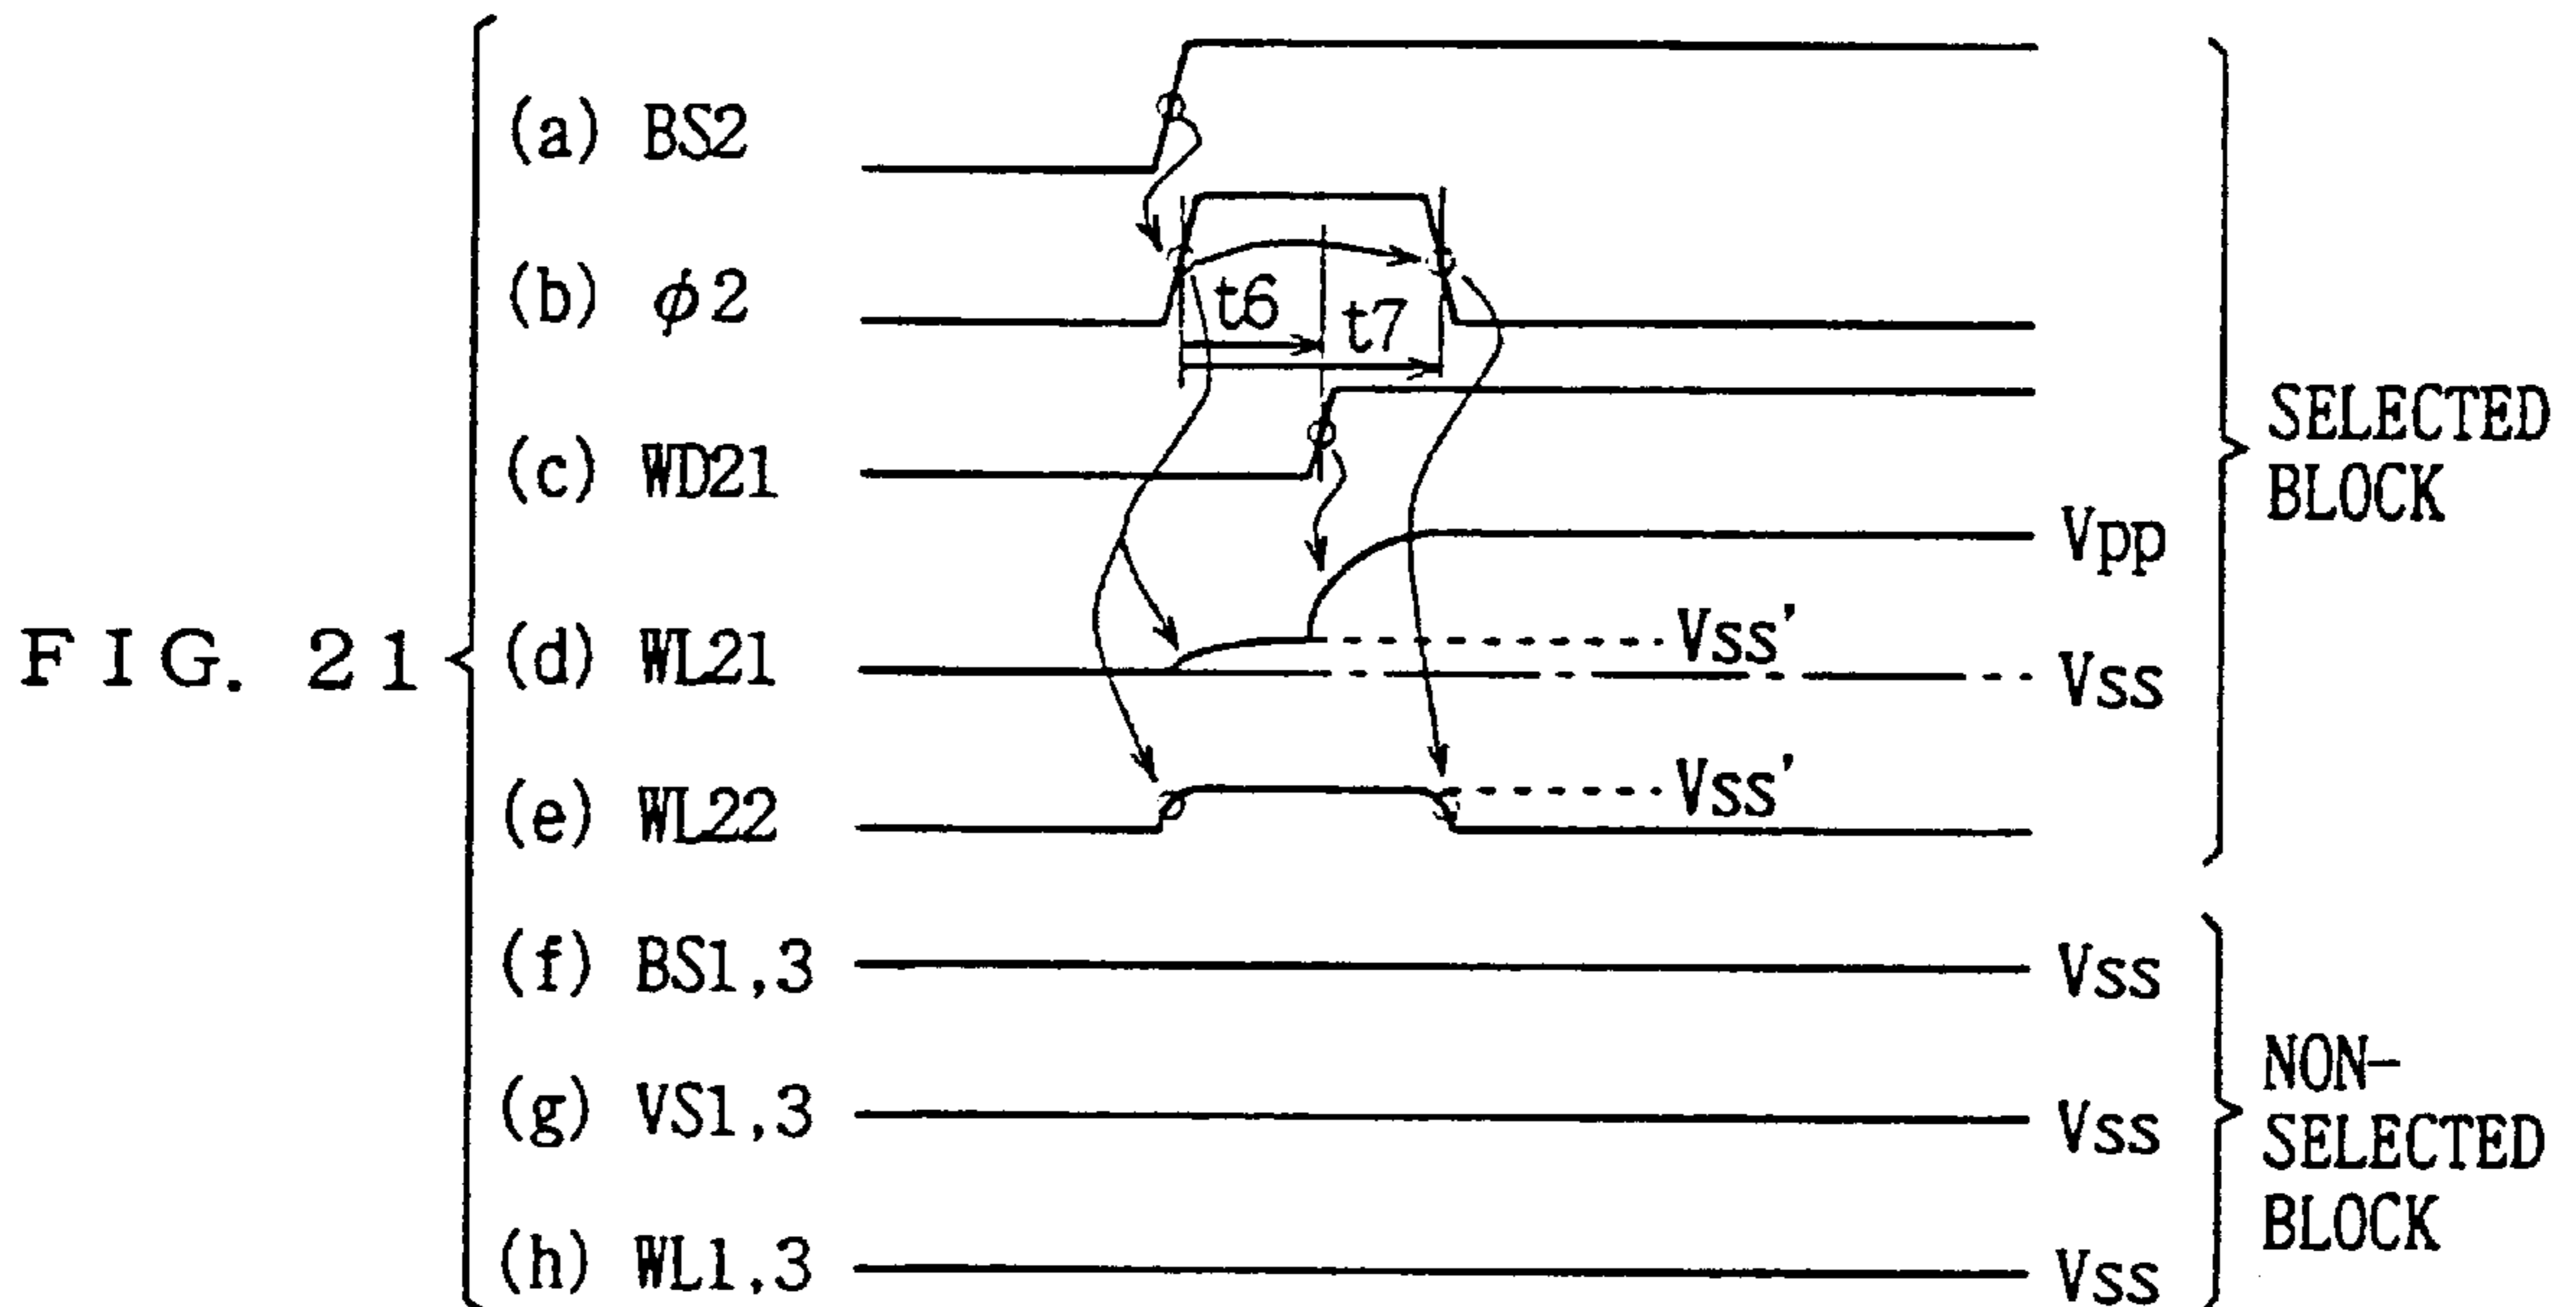 FIG. 21
(a) BS2
(b) φ2
t6
t7
(c) WD21
Vpp
(d) WL21
Vss'
Vss
(e) WL22
Vss'
SELECTED
BLOCK
(f) BS1,3
Vss
(g) VS1,3
Vss
(h) WL1,3
Vss
NON-
SELECTED
BLOCK